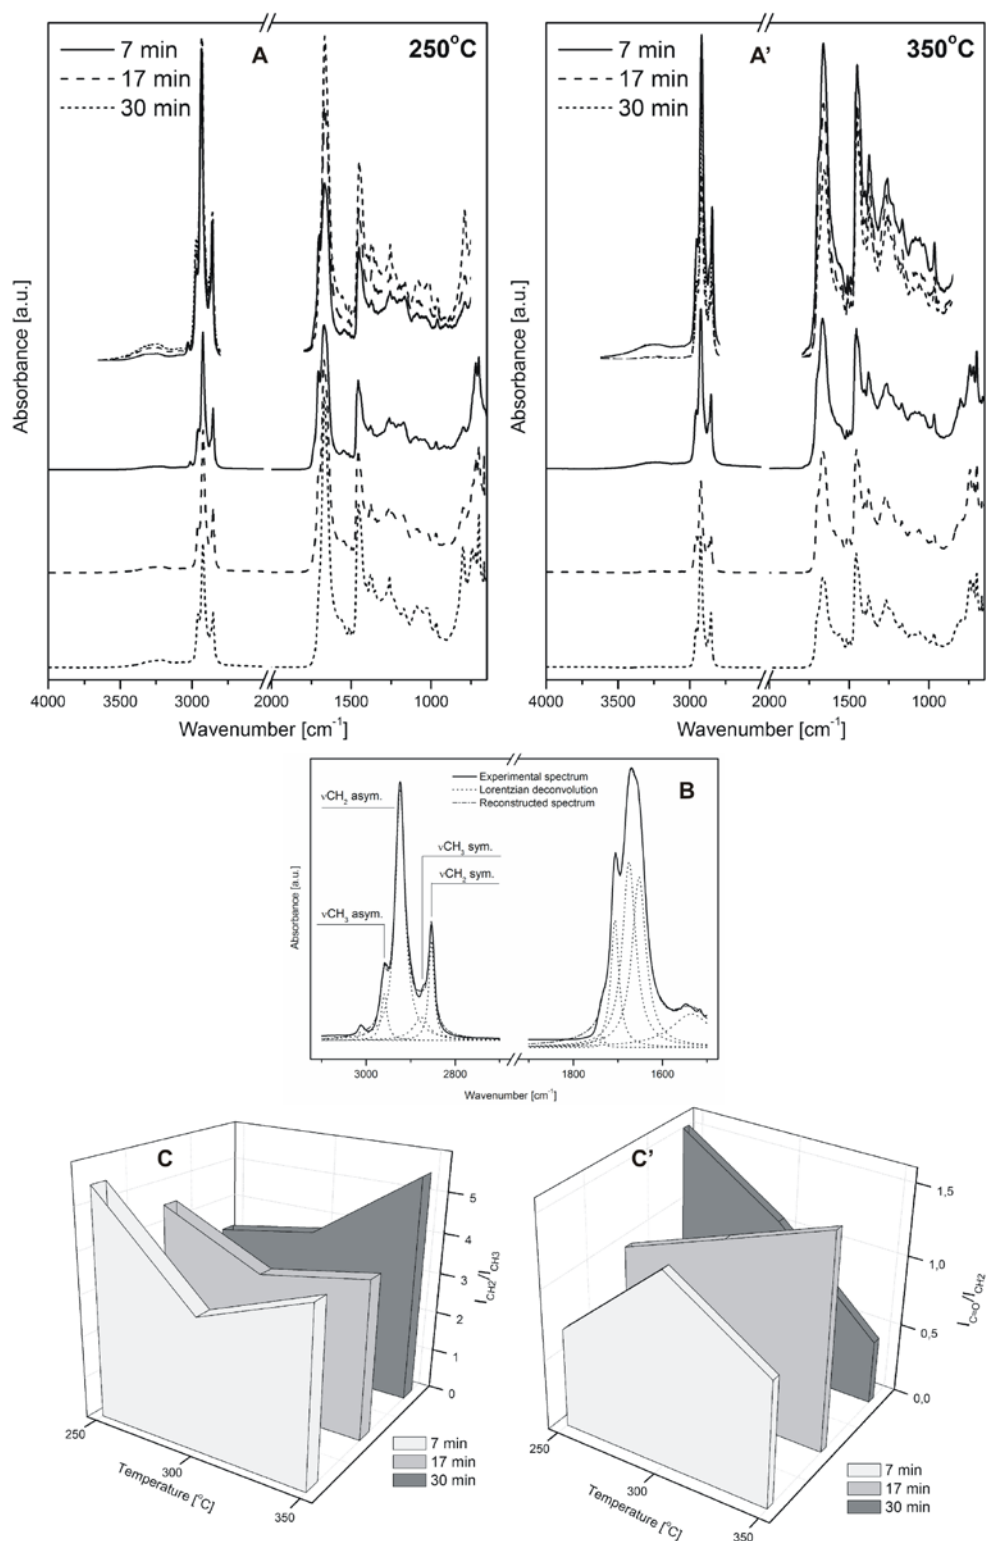 7 min
17 min
30 min
A
250°C
Absorbance [a.u.]
4000 3500 3000 2500 2000 1500 1000
Wavenumber [cm⁻¹]
7 min
17 min
30 min
A'
350°C
Absorbance [a.u.]
4000 3500 3000 2500 2000 1500 1000
Wavenumber [cm⁻¹]
Experimental spectrum
Lorentzian deconvolution
Reconstructed spectrum
B
νCH₂ asym.
νCH₃ sym.
νCH₂ sym.
νCH₃ asym.
Absorbance [a.u.]
3000 2800 1800 1600
Wavenumber [cm⁻¹]
C
5
4
3
2
1
0
I_CH2/I_CH3
250
300
350
Temperature [°C]
7 min
17 min
30 min
C'
1,5
1,0
0,5
0,0
I_C=O/I_CH2
250
300
350
Temperature [°C]
7 min
17 min
30 min